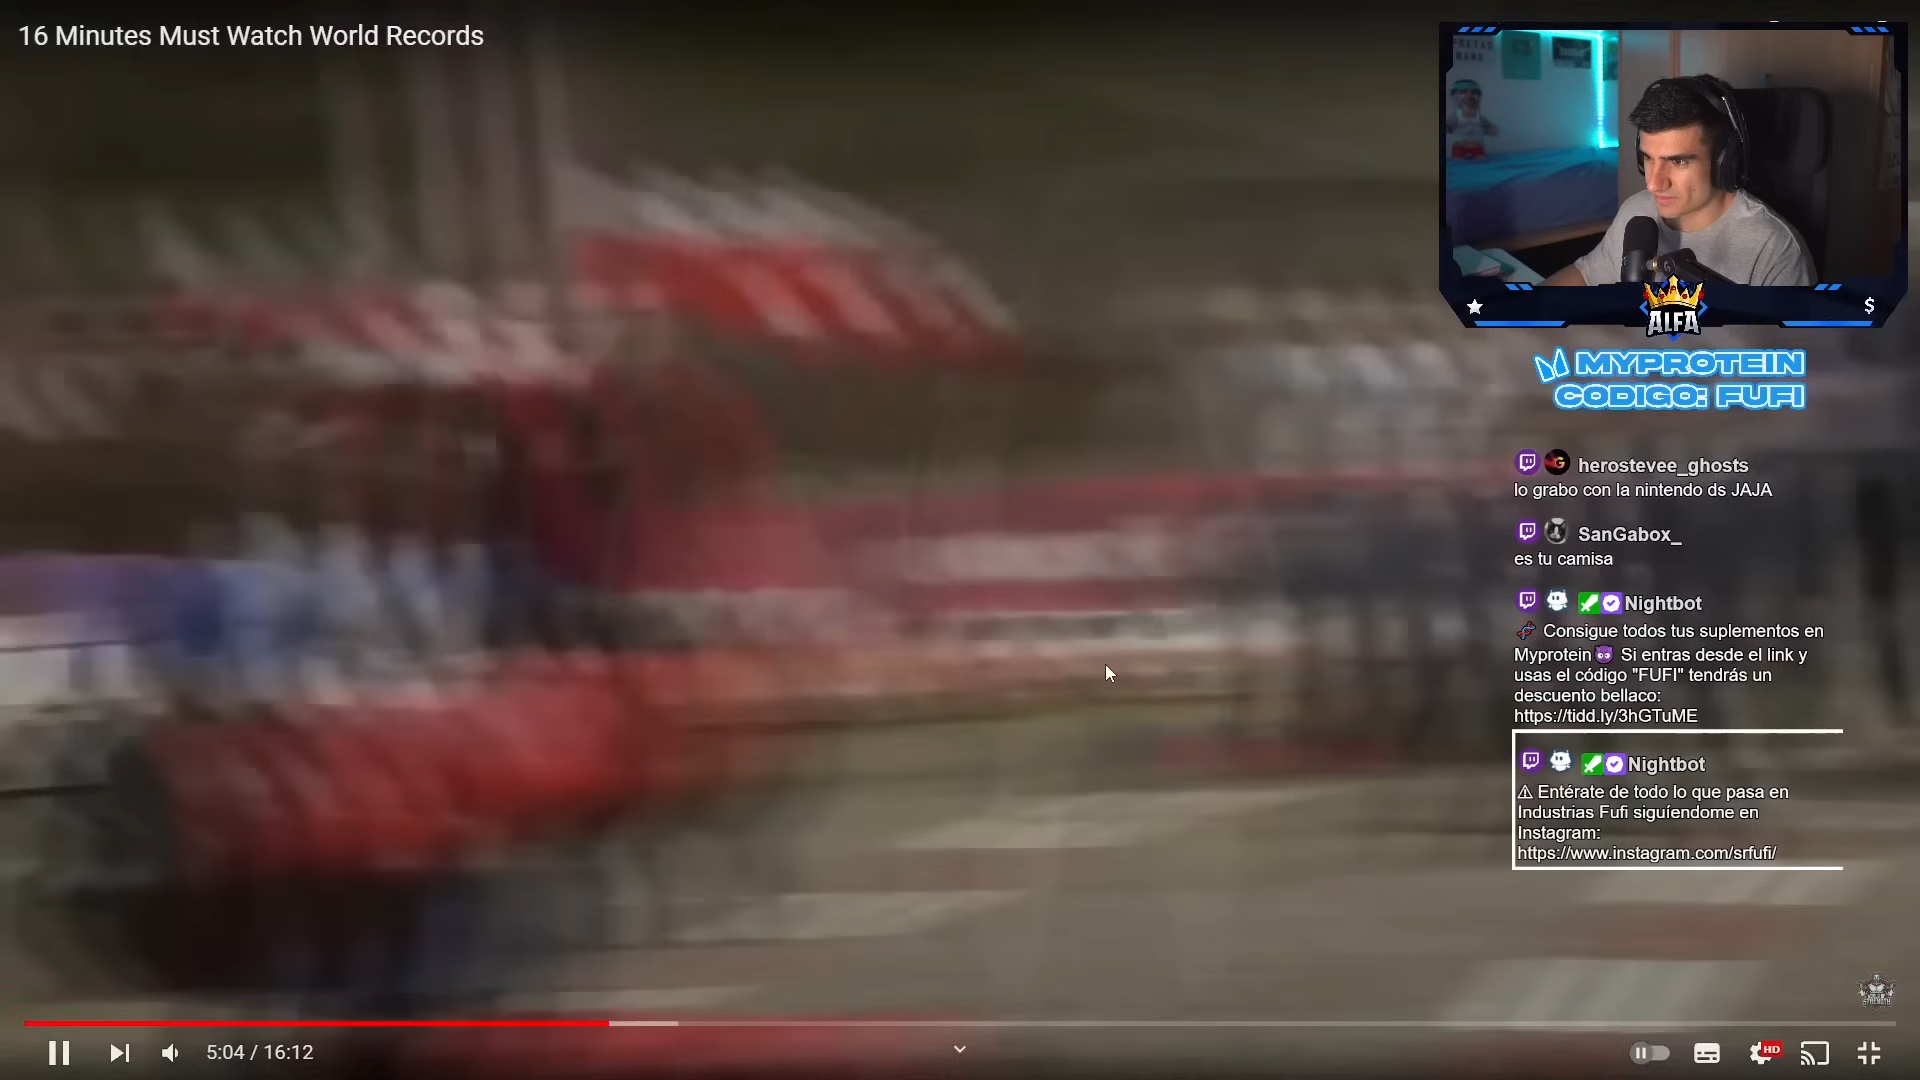 16 Minutes Must Watch World Records
ALFA
$
MYPROTEIN
CODIGO: FUFI
herostevee_ghosts
lo grabo con la nintendo ds JAJA
SanGabox_
es tu camisa
Nightbot
Consigue todos tus suplementos en
Myprotein😈 Si entras desde el link y
usas el código "FUFI" tendrás un
descuento bellaco:
https://tidd.ly/3hGTuME
Nightbot
⚠ Entérate de todo lo que pasa en
Industrias Fufi siguíendome en
Instagram:
https://www.instagram.com/srfufi/
STRENGTH
5:04 / 16:12
HD